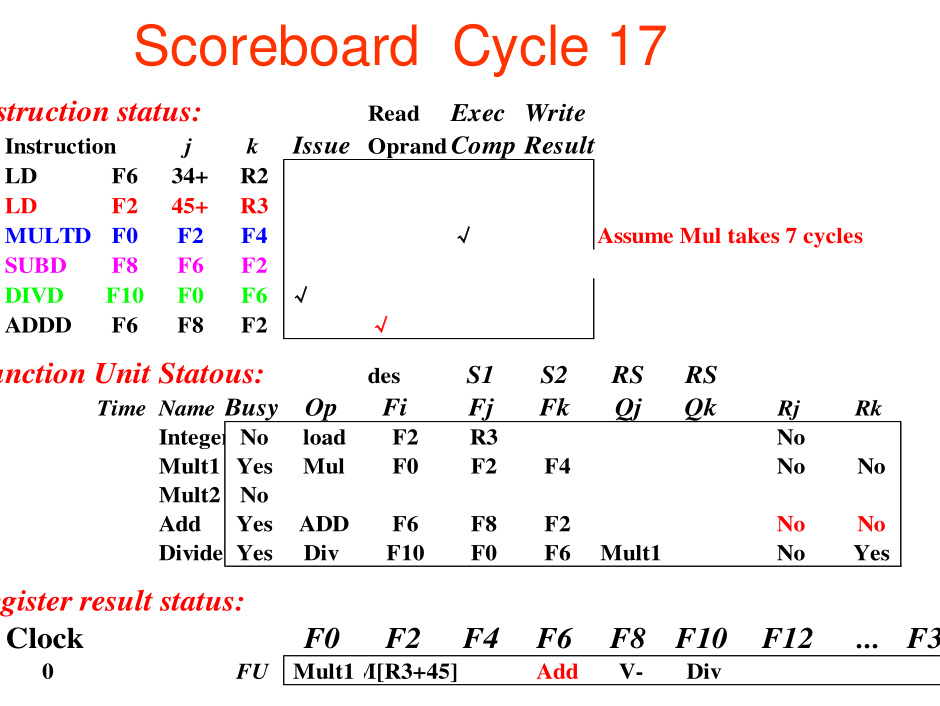 Scoreboard Cycle 17
struction status: Read Exec Write
Instruction j k Issue Oprand Comp Result
LD F6 34+ R2
LD F2 45+ R3
MULTD F0 F2 F4 √ Assume Mul takes 7 cycles
SUBD F8 F6 F2
DIVD F10 F0 F6 √
ADDD F6 F8 F2 √
unction Unit Statous: des S1 S2 RS RS
Time Name Busy Op Fi Fj Fk Qj Qk Rj Rk
Integer No load F2 R3 No
Mult1 Yes Mul F0 F2 F4 No No
Mult2 No
Add Yes ADD F6 F8 F2 No No
Divide Yes Div F10 F0 F6 Mult1 No Yes
gister result status:
Clock F0 F2 F4 F6 F8 F10 F12 ... F3
0 FU Mult1 M[R3+45] Add V- Div